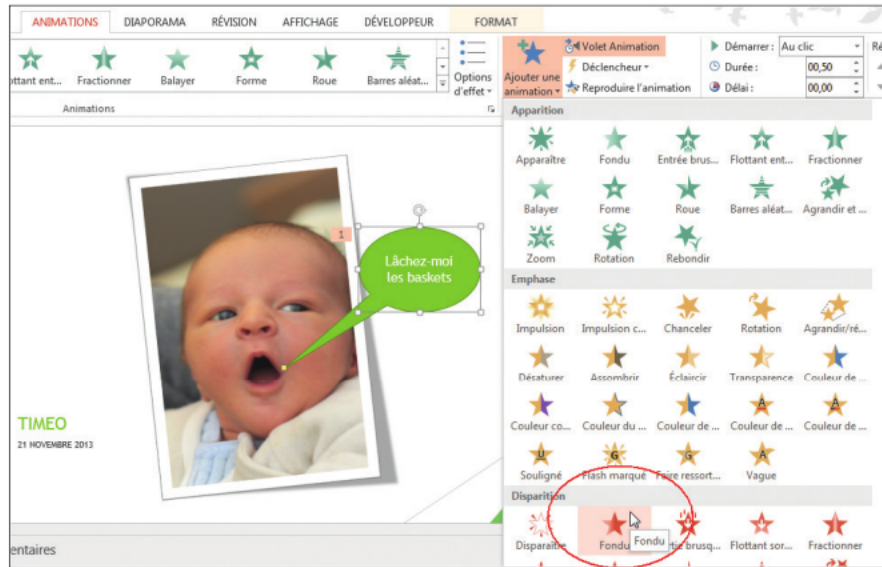 ANIMATIONS DIAPORAMA RÉVISION AFFICHAGE DÉVELOPPEUR FORMAT
ottant ent... Fractionner Balayer Forme Roue Barres aléat...
Options
d'effet
Animations
Ajouter une
animation
Volet Animation
Déclencheur
Reproduire l'animation
Démarrer : Au clic
Durée : 00,50
Délai : 00,00
Ré
Apparition
Apparaître Fondu Entrée brus... Flottant ent... Fractionner
Balayer Forme Roue Barres aléat... Agrandir et ...
Zoom Rotation Rebondir
Emphase
Impulsion Impulsion c... Chanceler Rotation Agrandir/ré...
Désaturer Assombrir Éclaircir Transparence Couleur de ...
Couleur co... Couleur du ... Couleur de ... Couleur de ... Couleur de ...
Souligné Flash marqué Faire ressort... Vague
Disparition
Disparaître Fondu Fondu rtie brusq... Flottant sor... Fractionner
1
Lâchez-moi
les baskets
TIMEO
21 NOVEMBRE 2013
entaires